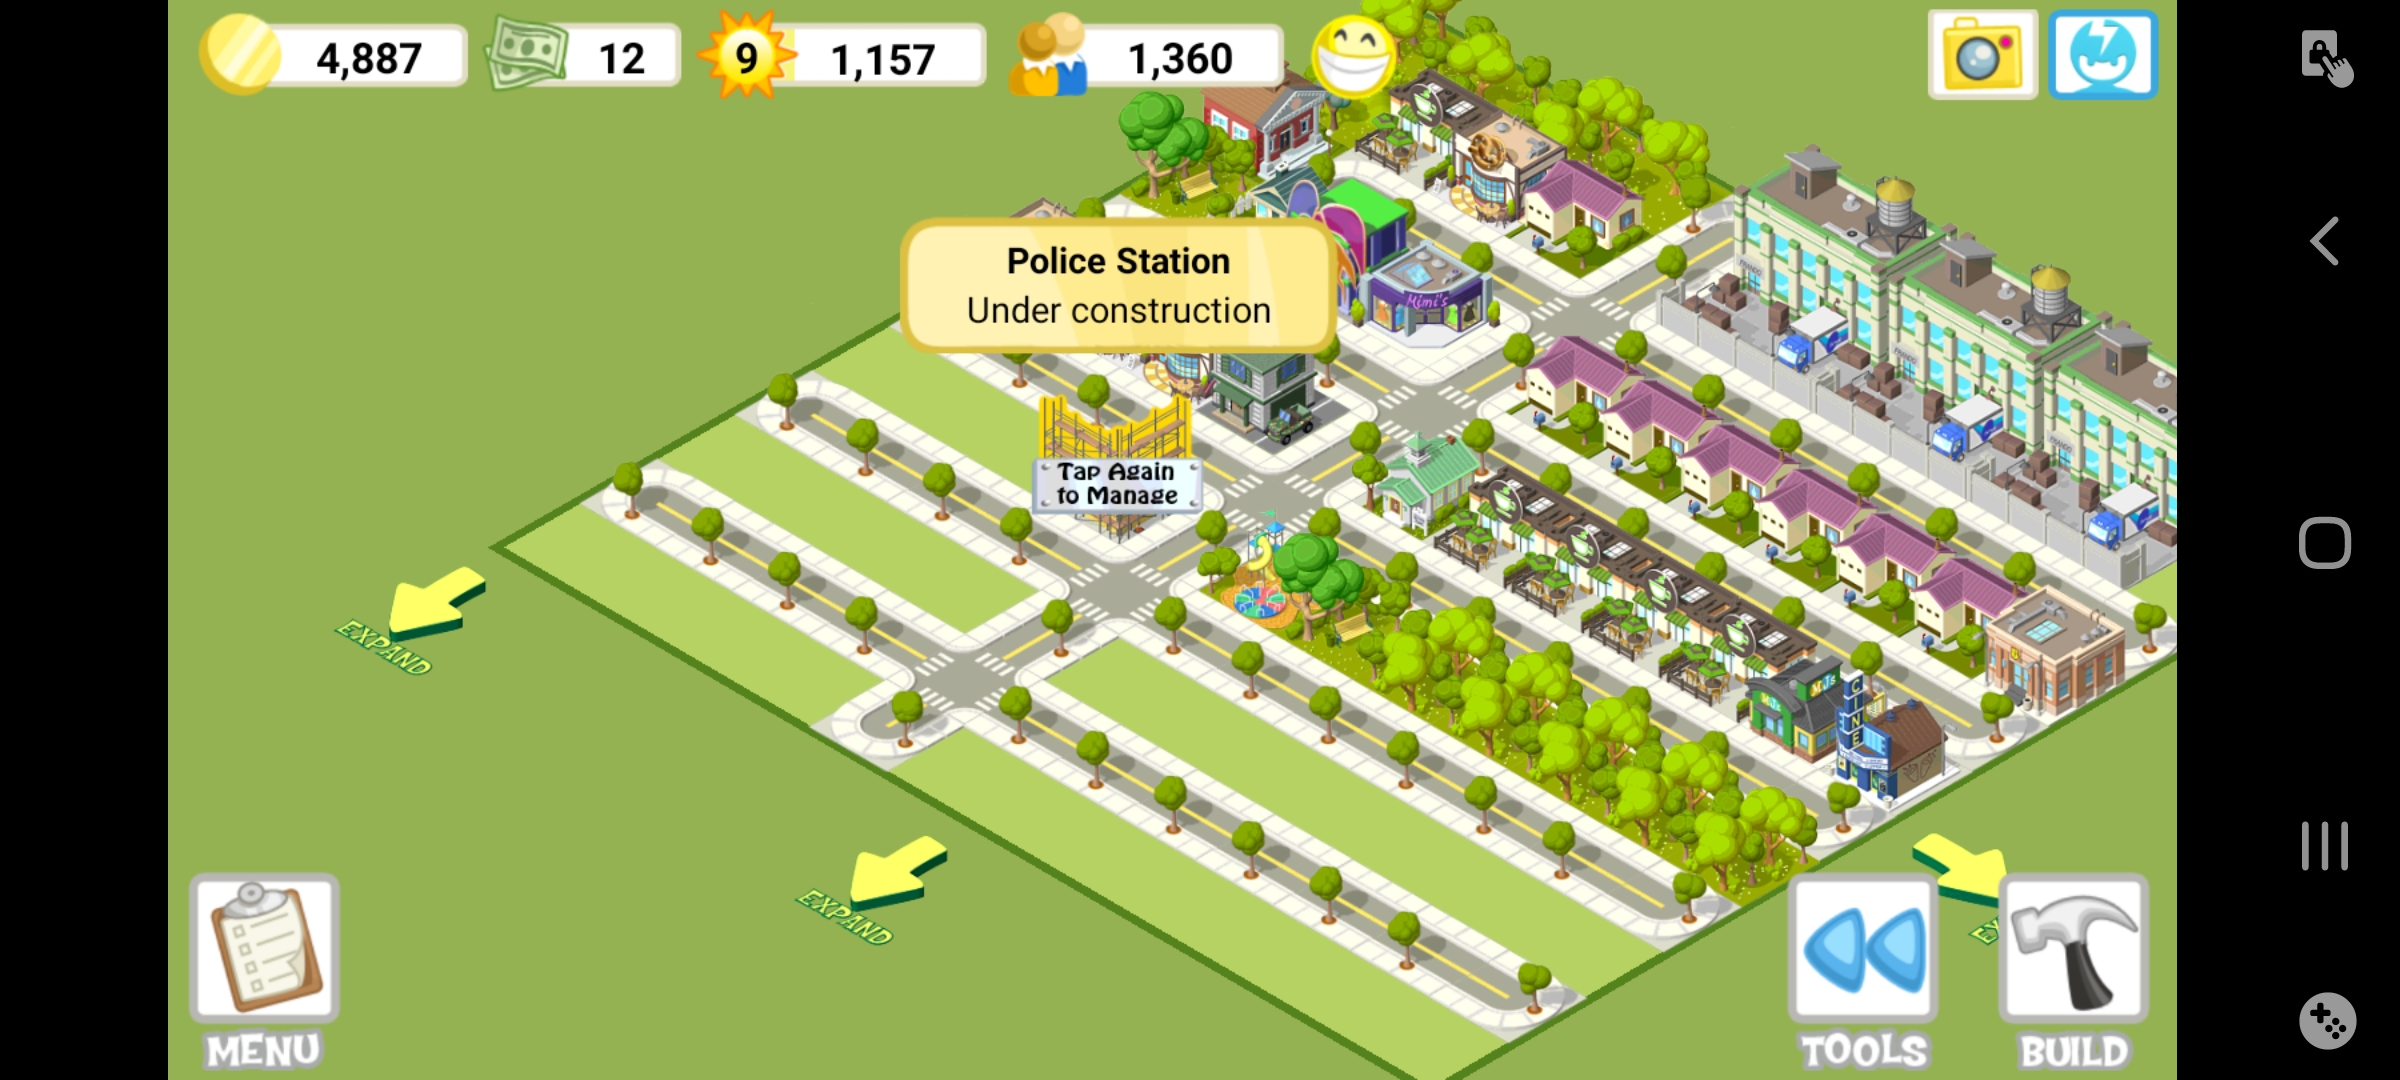 4,887
12
9
1,157
1,360
Police Station
Under construction
Mimi's
Tap Again
to Manage
EXPAND
EXPAND
MJ's
CINE
MENU
TOOLS
BUILD